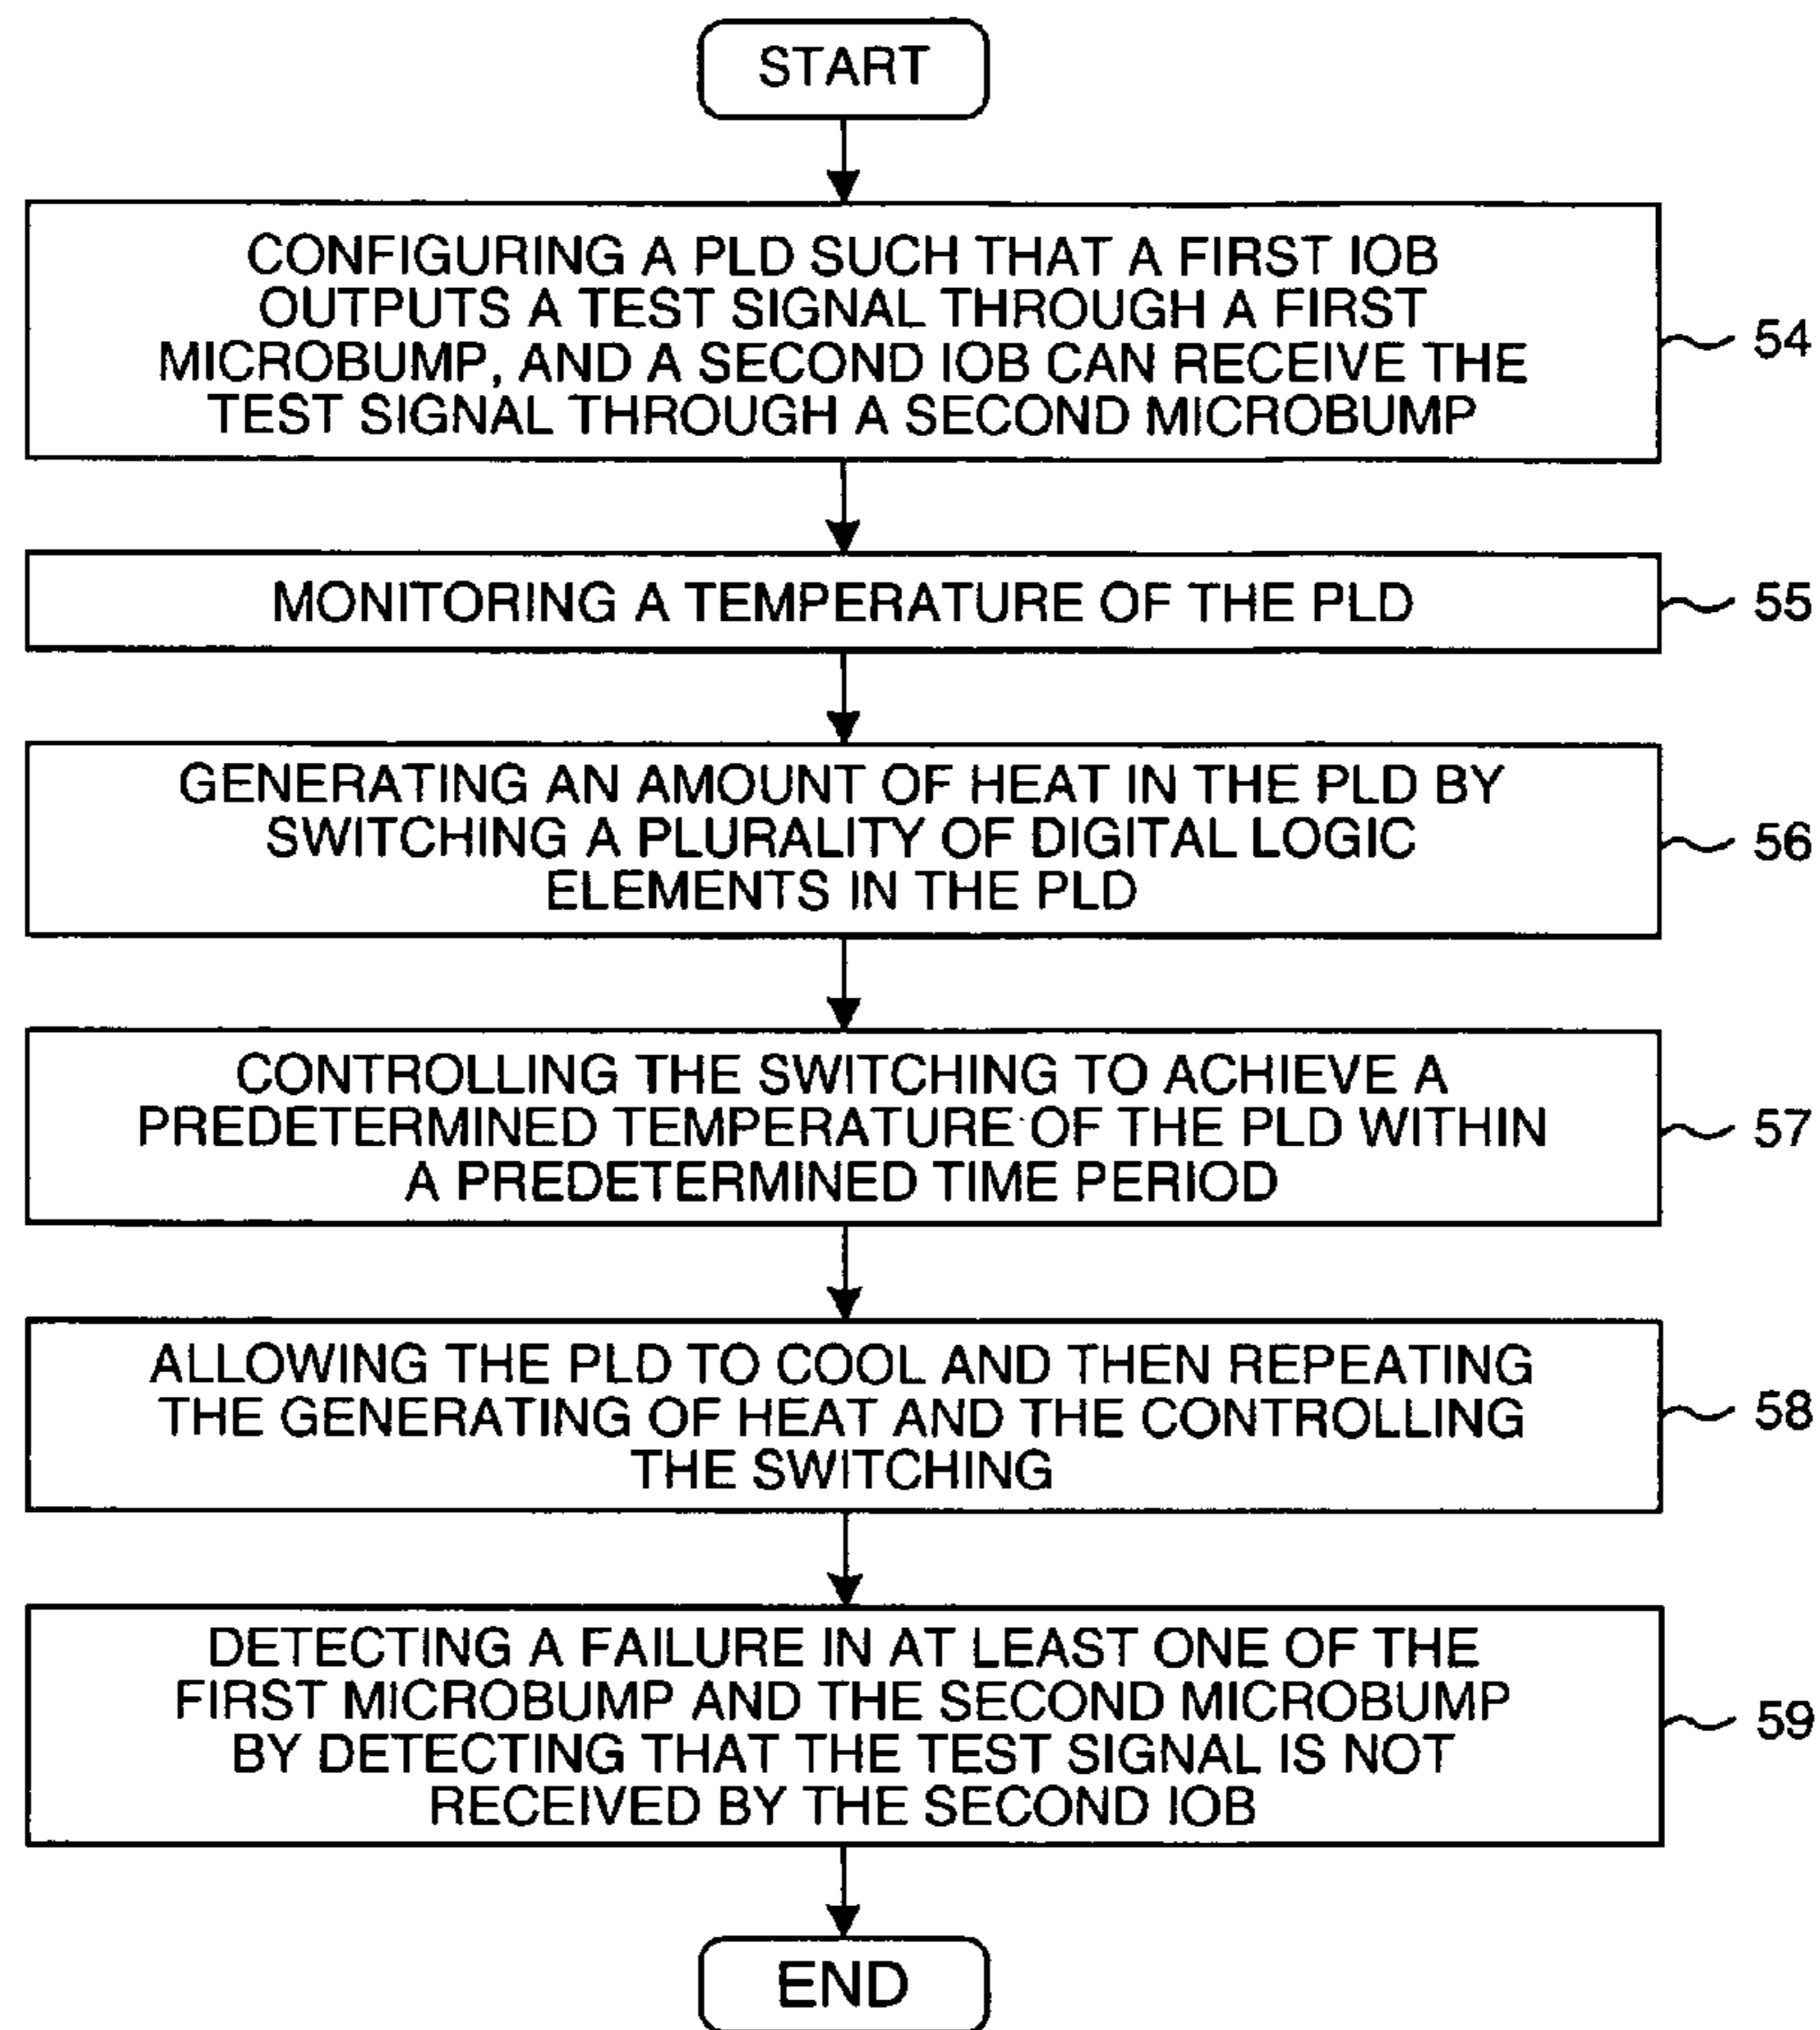 START
CONFIGURING A PLD SUCH THAT A FIRST IOB
OUTPUTS A TEST SIGNAL THROUGH A FIRST
MICROBUMP, AND A SECOND IOB CAN RECEIVE THE
TEST SIGNAL THROUGH A SECOND MICROBUMP
54
MONITORING A TEMPERATURE OF THE PLD
55
GENERATING AN AMOUNT OF HEAT IN THE PLD BY
SWITCHING A PLURALITY OF DIGITAL LOGIC
ELEMENTS IN THE PLD
56
CONTROLLING THE SWITCHING TO ACHIEVE A
PREDETERMINED TEMPERATURE OF THE PLD WITHIN
A PREDETERMINED TIME PERIOD
57
ALLOWING THE PLD TO COOL AND THEN REPEATING
THE GENERATING OF HEAT AND THE CONTROLLING
THE SWITCHING
58
DETECTING A FAILURE IN AT LEAST ONE OF THE
FIRST MICROBUMP AND THE SECOND MICROBUMP
BY DETECTING THAT THE TEST SIGNAL IS NOT
RECEIVED BY THE SECOND IOB
59
END